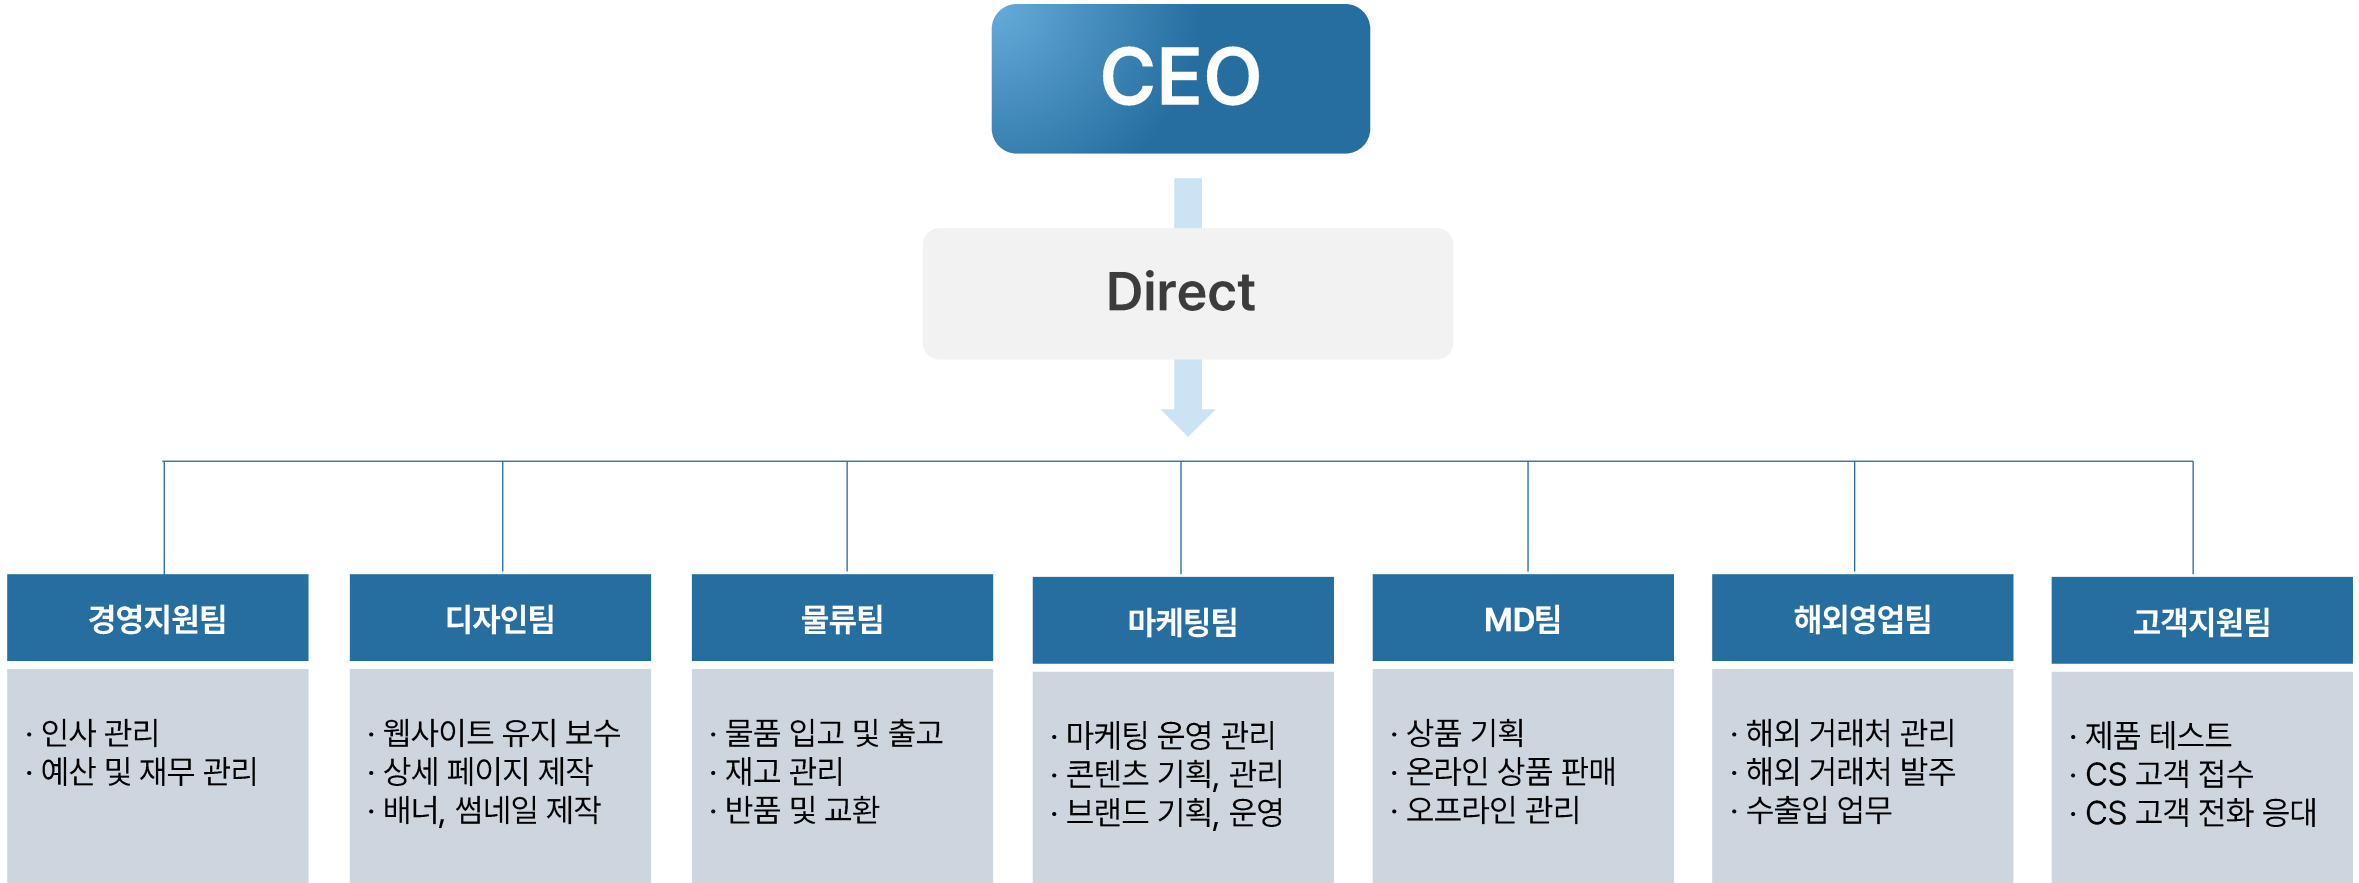 CEO
Direct
경영지원팀
· 인사 관리
· 예산 및 재무 관리
디자인팀
· 웹사이트 유지 보수
· 상세 페이지 제작
· 배너, 썸네일 제작
물류팀
· 물품 입고 및 출고
· 재고 관리
· 반품 및 교환
마케팅팀
· 마케팅 운영 관리
· 콘텐츠 기획, 관리
· 브랜드 기획, 운영
MD팀
· 상품 기획
· 온라인 상품 판매
· 오프라인 관리
해외영업팀
· 해외 거래처 관리
· 해외 거래처 발주
· 수출입 업무
고객지원팀
· 제품 테스트
· CS 고객 접수
· CS 고객 전화 응대